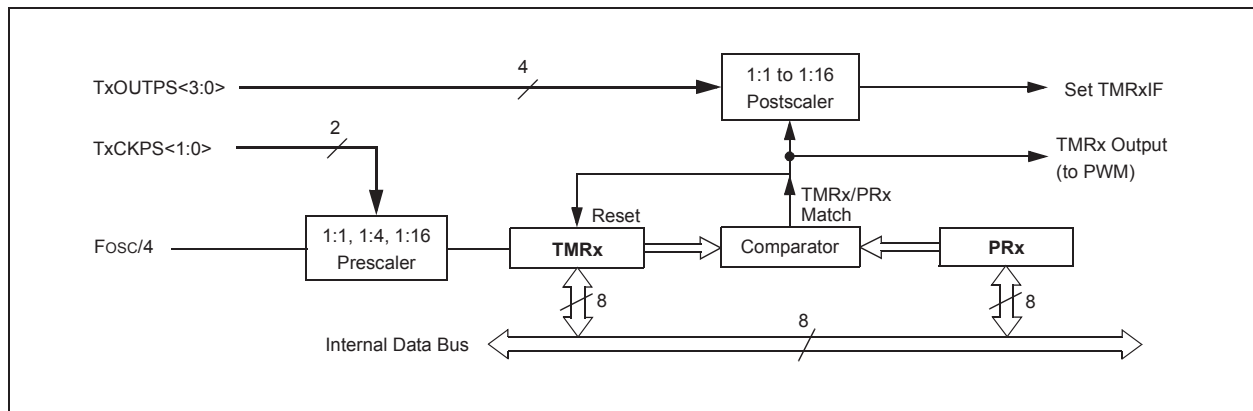 TxOUTPS<3:0>
4
1:1 to 1:16
Postscaler
Set TMRxIF
TxCKPS<1:0>
2
TMRx Output
(to PWM)
TMRx/PRx
Match
Reset
FOSC/4
1:1, 1:4, 1:16
Prescaler
TMRx
Comparator
PRx
8
8
8
Internal Data Bus